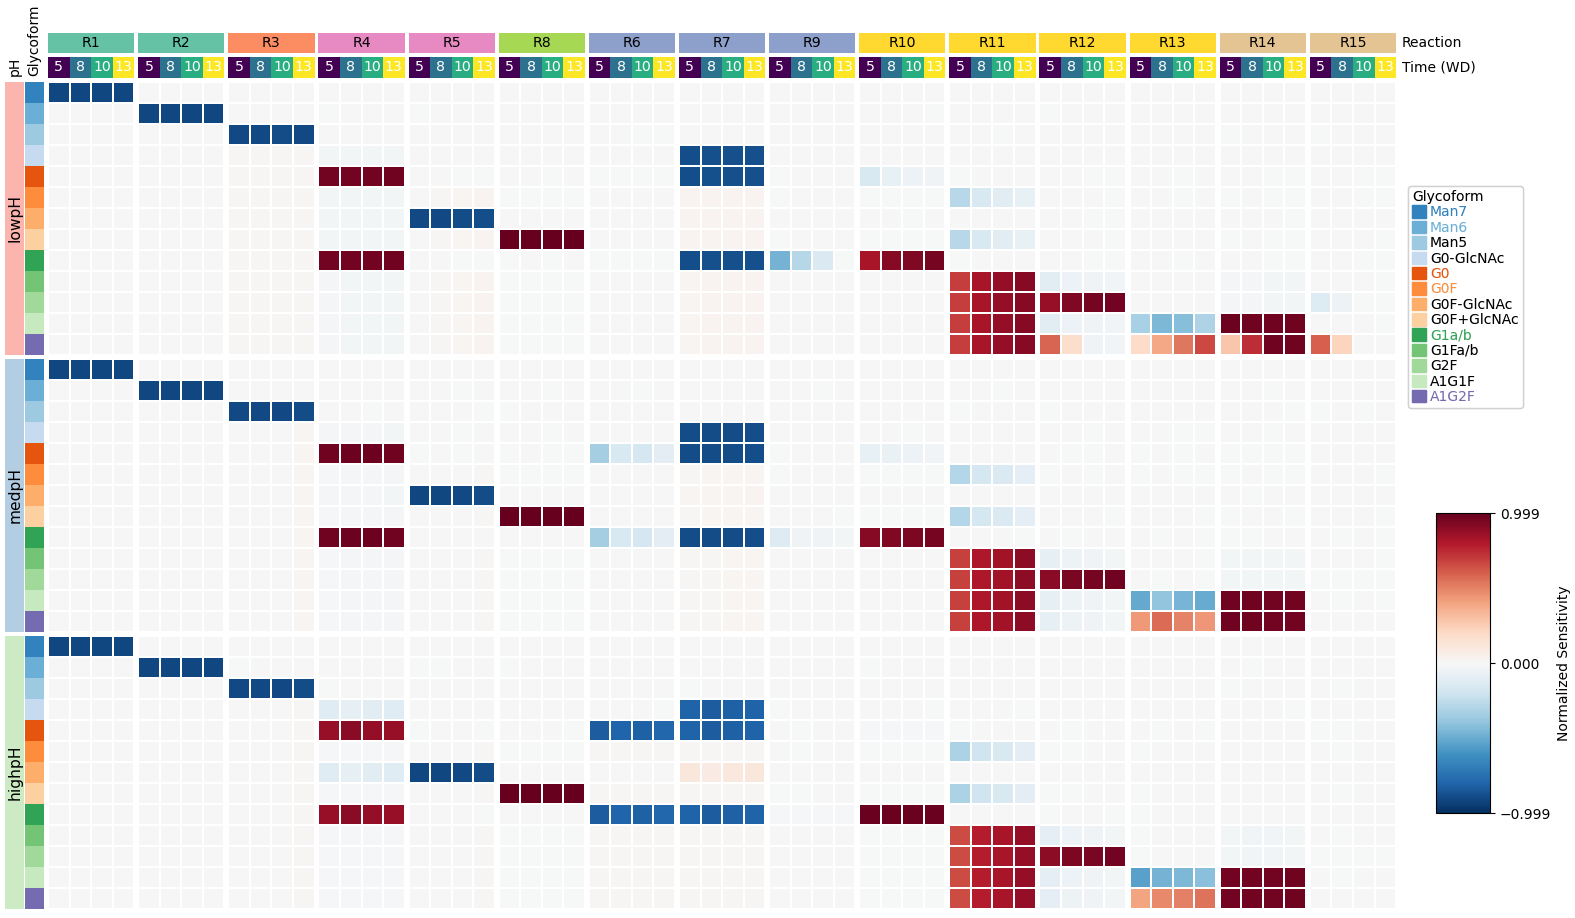 R1 R2 R3 R4 R5 R8 R6 R7 R9 R10 R11 R12 R13 R14 R15 Reaction
5 8 10 13 5 8 10 13 5 8 10 13 5 8 10 13 5 8 10 13 5 8 10 13 5 8 10 13 5 8 10 13 5 8 10 13 5 8 10 13 5 8 10 13 5 8 10 13 5 8 10 13 5 8 10 13 5 8 10 13 Time (WD)
pH
Glycoform
lowpH
medpH
highpH
Glycoform
Man7
Man6
Man5
G0-GlcNAc
G0
G0F
G0F-GlcNAc
G0F+GlcNAc
G1a/b
G1Fa/b
G2F
A1G1F
A1G2F
0.999
0.000
−0.999
Normalized Sensitivity